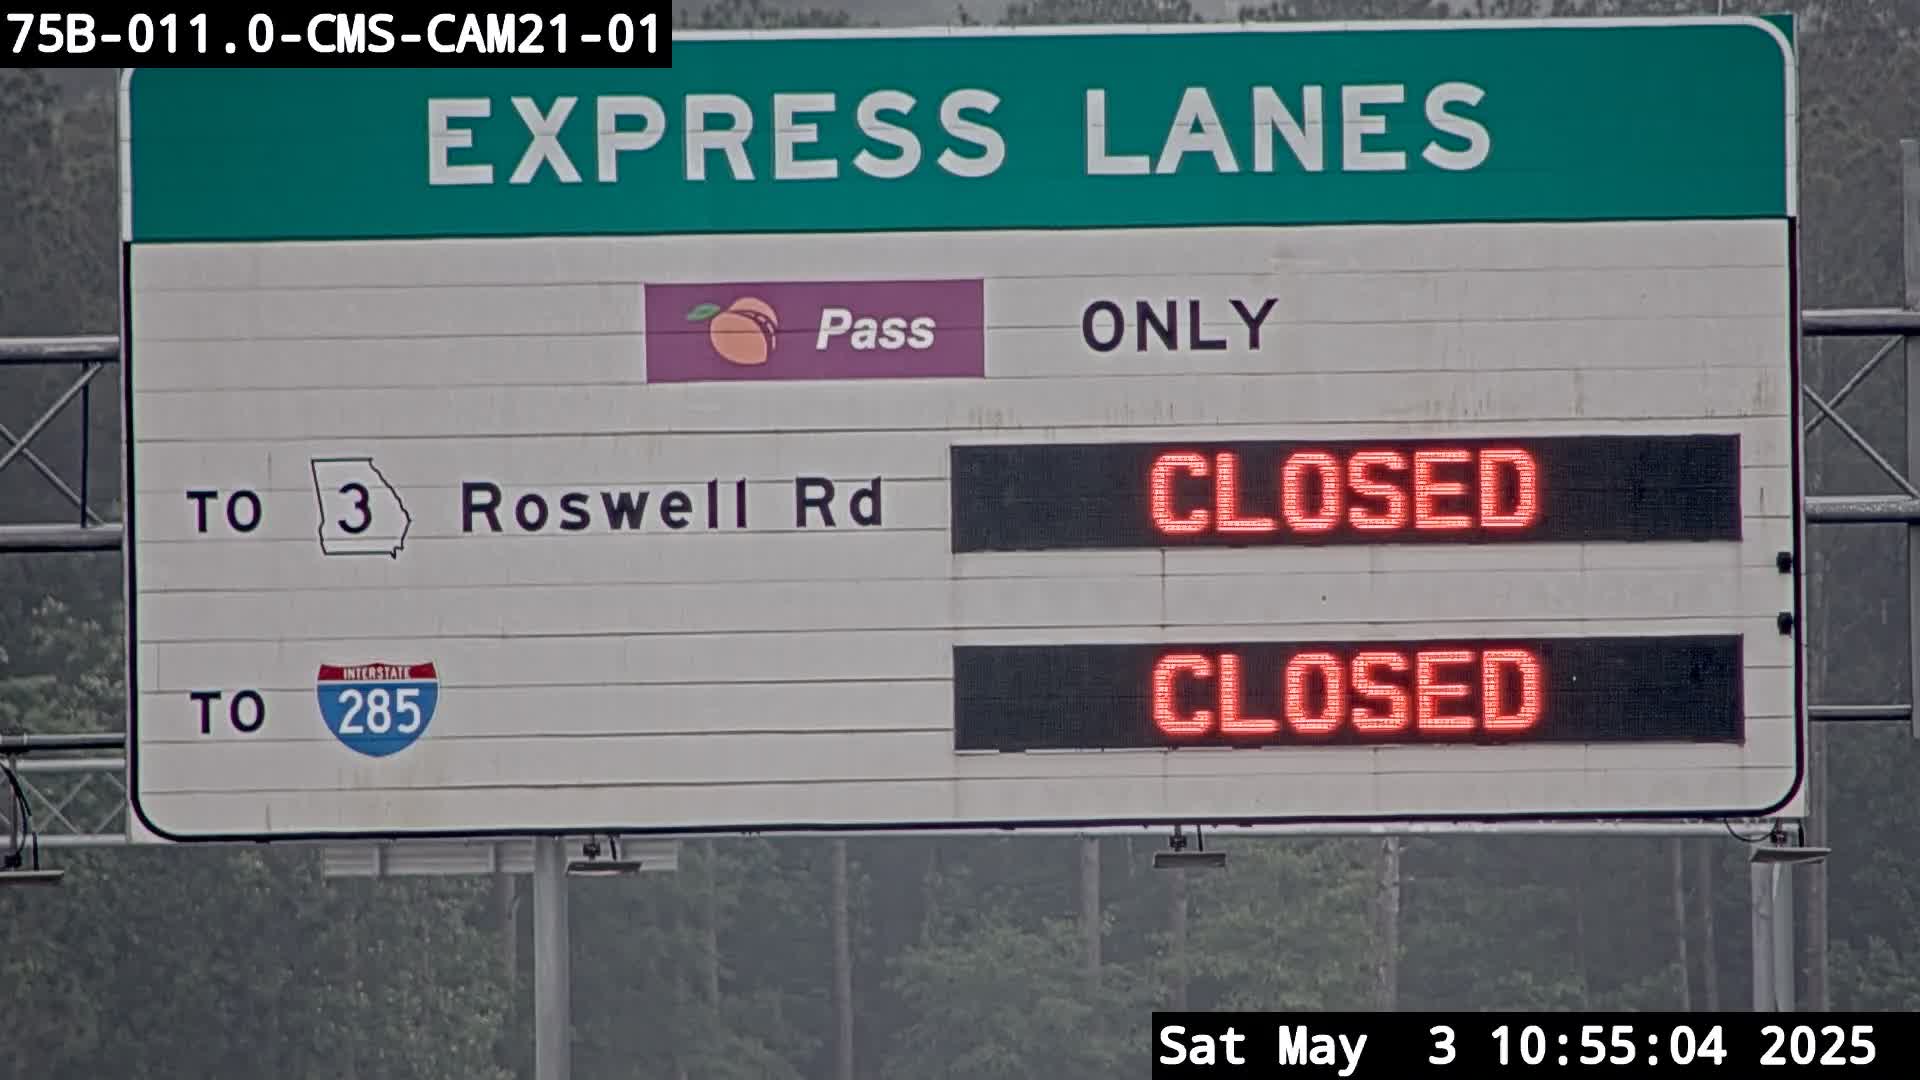 75B-011.0-CMS-CAM21-01
EXPRESS LANES
Pass ONLY
TO 3 Roswell Rd CLOSED
TO INTERSTATE 285 CLOSED
Sat May 3 10:55:04 2025